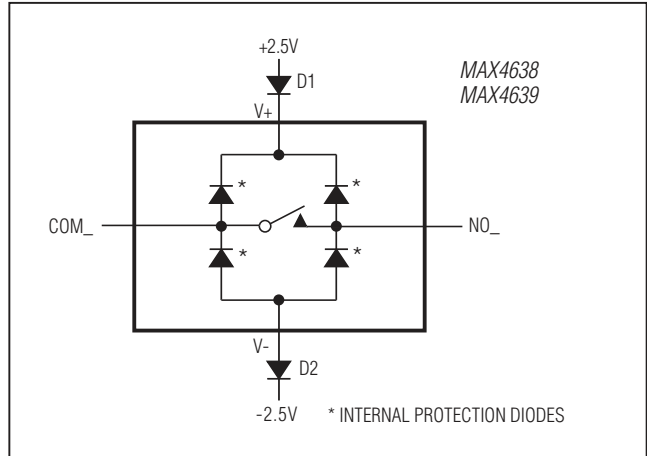 +2.5V
MAX4638
MAX4639
D1
V+
*
*
COM_
NO_
*
*
V-
D2
-2.5V
* INTERNAL PROTECTION DIODES